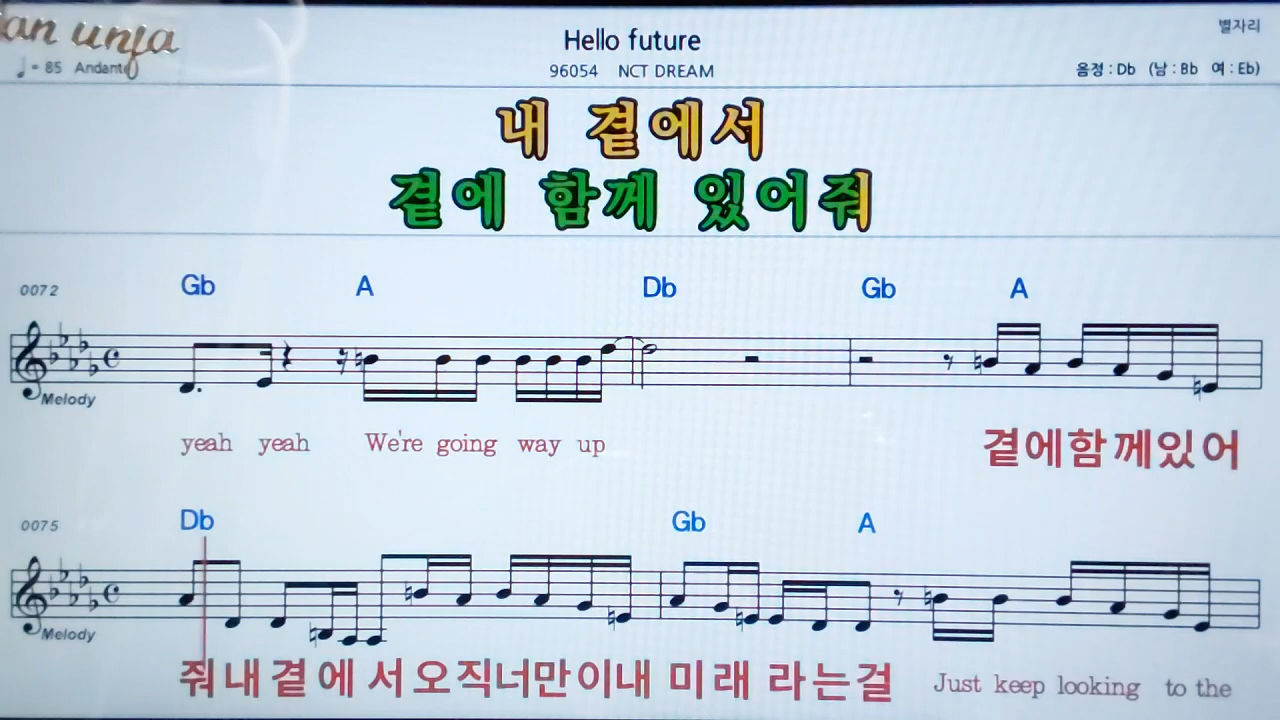 an unja
별자리
Hello future
♩= 85 Andante
96054 NCT DREAM
음정 : Db (남 : Bb 여 : Eb)
내 곁에서
곁에 함께 있어줘
0072 Gb A Db Gb A
Melody
yeah yeah We're going way up 곁에함께있어
0075 Db Gb A
Melody
줘내곁에서오직너만이내 미래 라는걸 Just keep looking to the